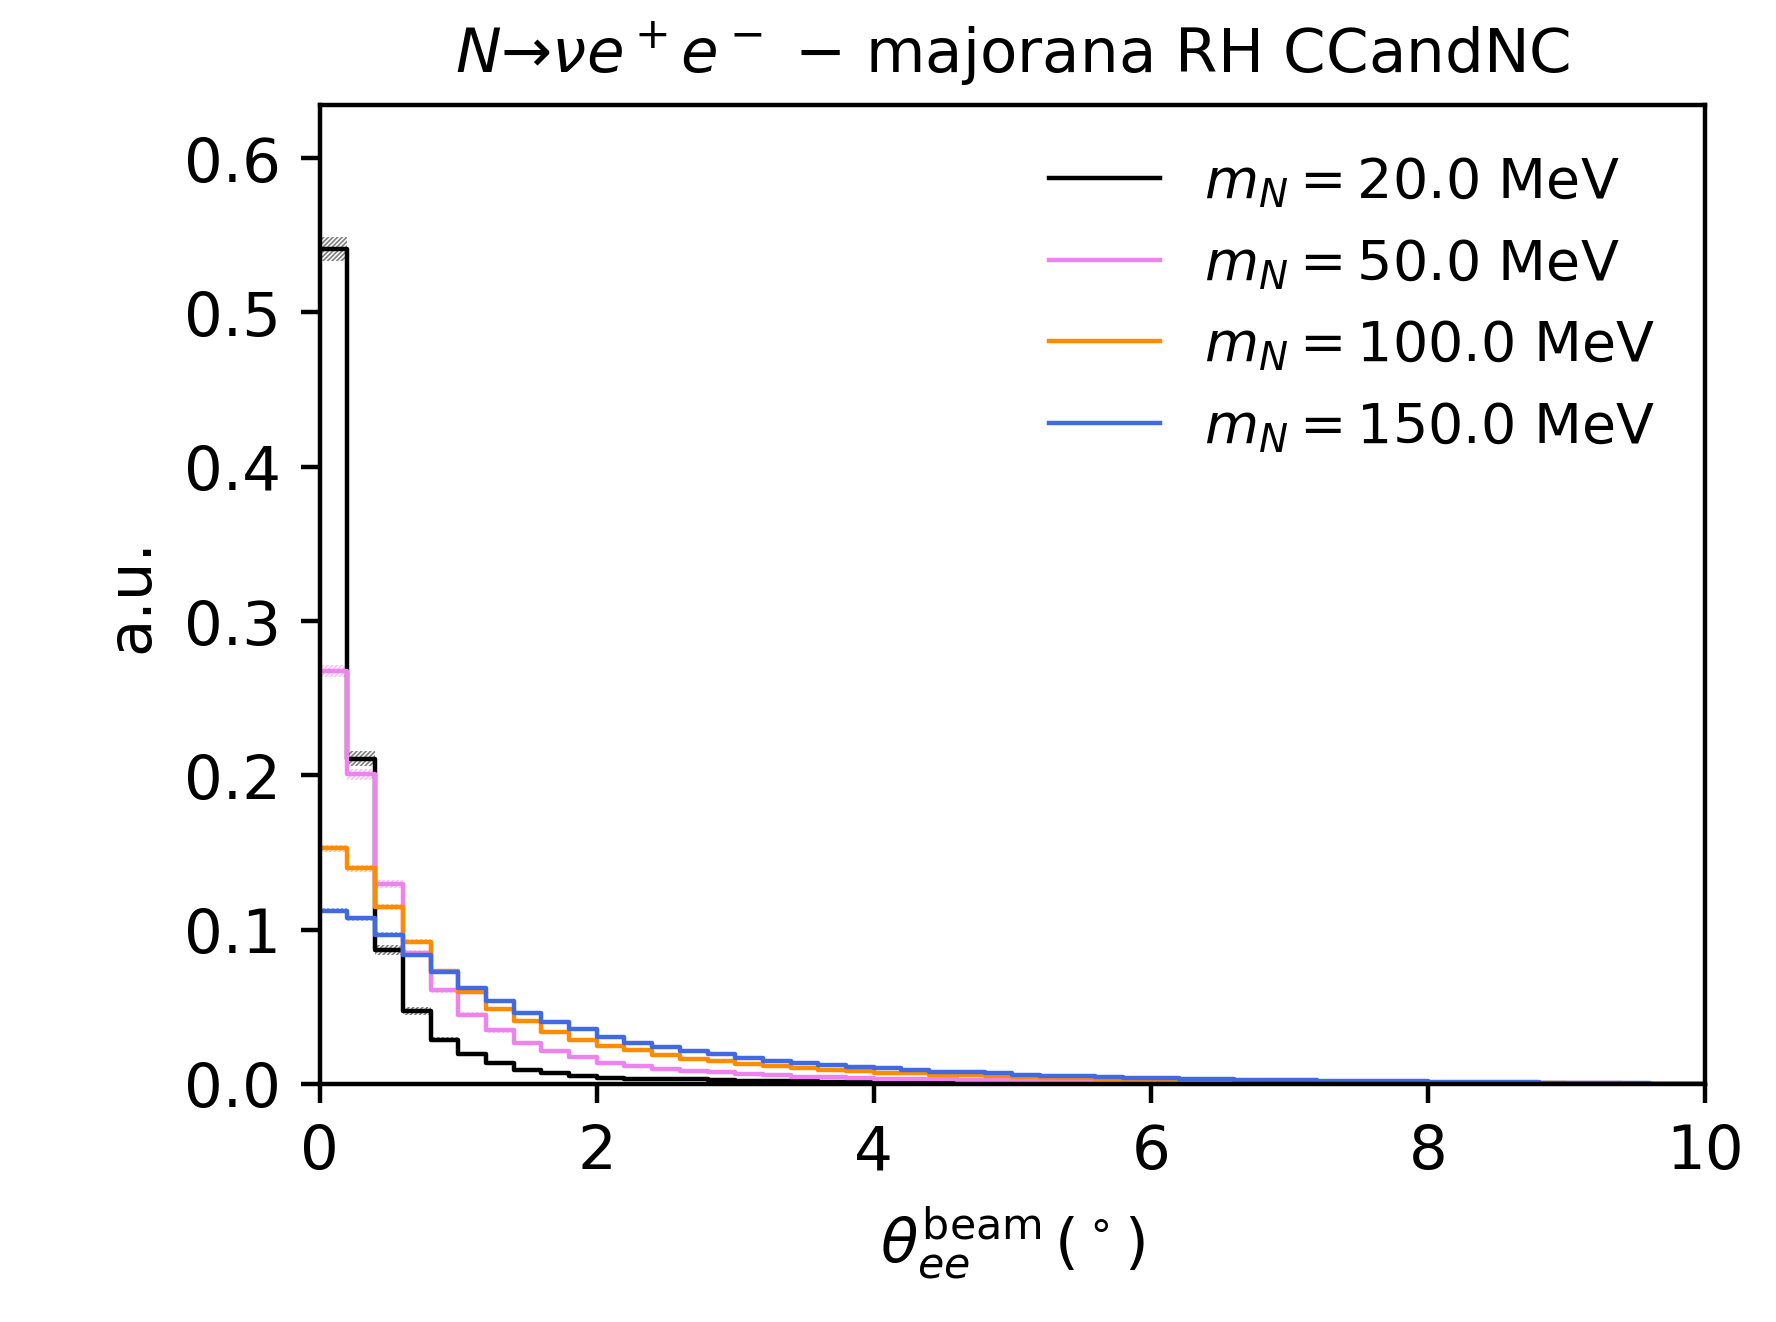 N→νe⁺e⁻ − majorana RH CCandNC
0.6
0.5
0.4
0.3
0.2
0.1
0.0
a.u.
m_N = 20.0 MeV
m_N = 50.0 MeV
m_N = 100.0 MeV
m_N = 150.0 MeV
0 2 4 6 8 10
θ_ee^beam (°)